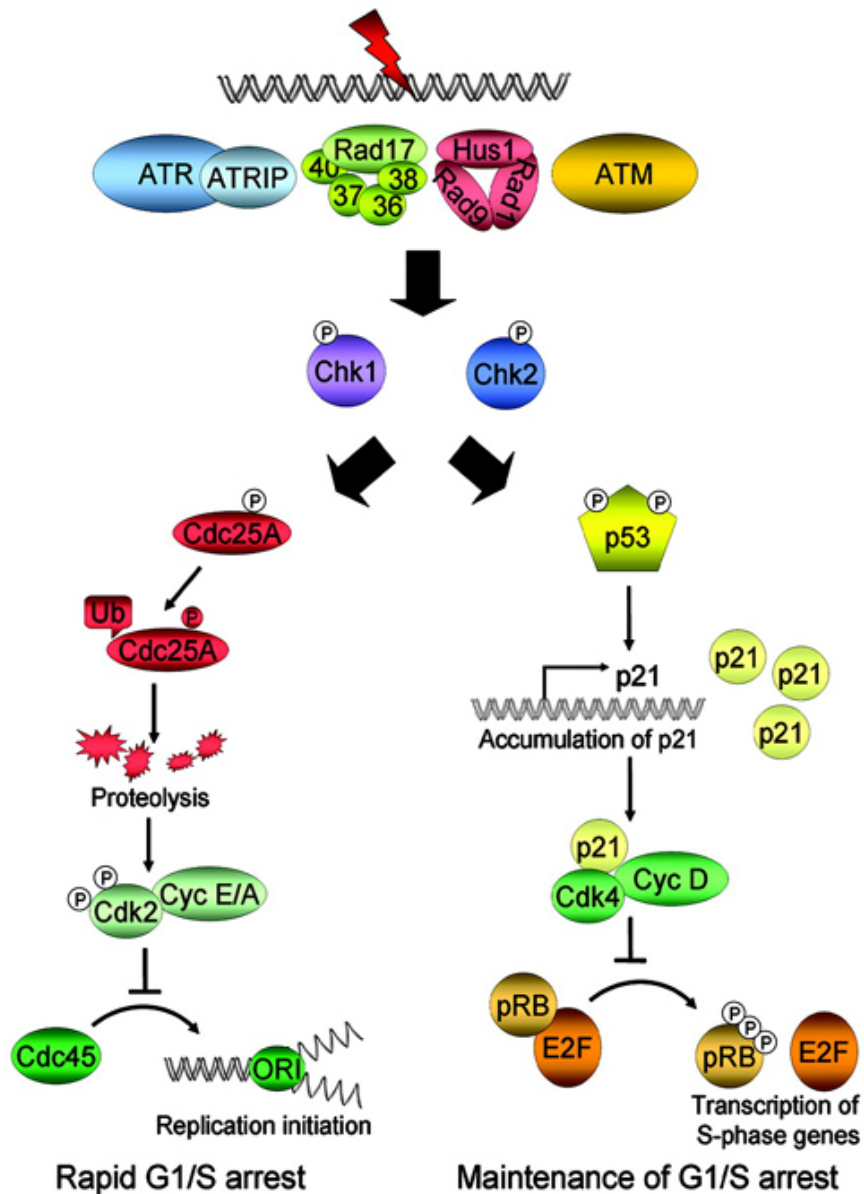 ATR
ATRIP
40
Rad17
38
37
36
Hus1
Rad9
Rad1
ATM
P
Chk1
P
Chk2
P
Cdc25A
P P
p53
Ub
P
Cdc25A
p21
p21
p21
p21
Accumulation of p21
Proteolysis
P
P
Cdk2
Cyc E/A
p21
Cdk4
Cyc D
Cdc45
ORI
Replication initiation
pRB
E2F
P
P
P
pRB
E2F
Transcription of
S-phase genes
Rapid G1/S arrest
Maintenance of G1/S arrest